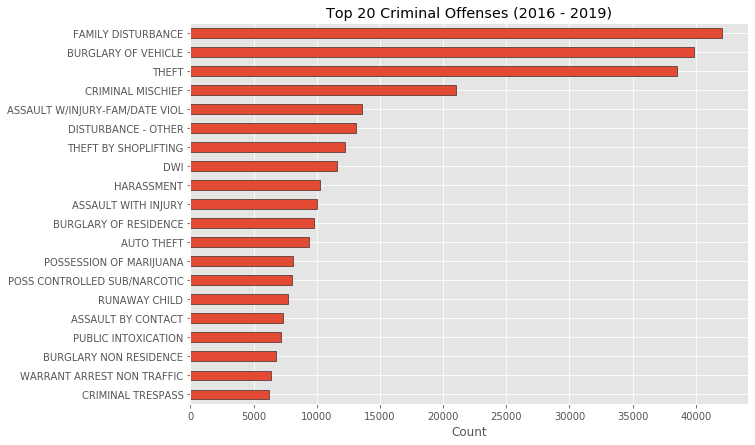 Top 20 Criminal Offenses (2016 - 2019)
FAMILY DISTURBANCE
BURGLARY OF VEHICLE
THEFT
CRIMINAL MISCHIEF
ASSAULT W/INJURY-FAM/DATE VIOL
DISTURBANCE - OTHER
THEFT BY SHOPLIFTING
DWI
HARASSMENT
ASSAULT WITH INJURY
BURGLARY OF RESIDENCE
AUTO THEFT
POSSESSION OF MARIJUANA
POSS CONTROLLED SUB/NARCOTIC
RUNAWAY CHILD
ASSAULT BY CONTACT
PUBLIC INTOXICATION
BURGLARY NON RESIDENCE
WARRANT ARREST NON TRAFFIC
CRIMINAL TRESPASS
0 5000 10000 15000 20000 25000 30000 35000 40000
Count